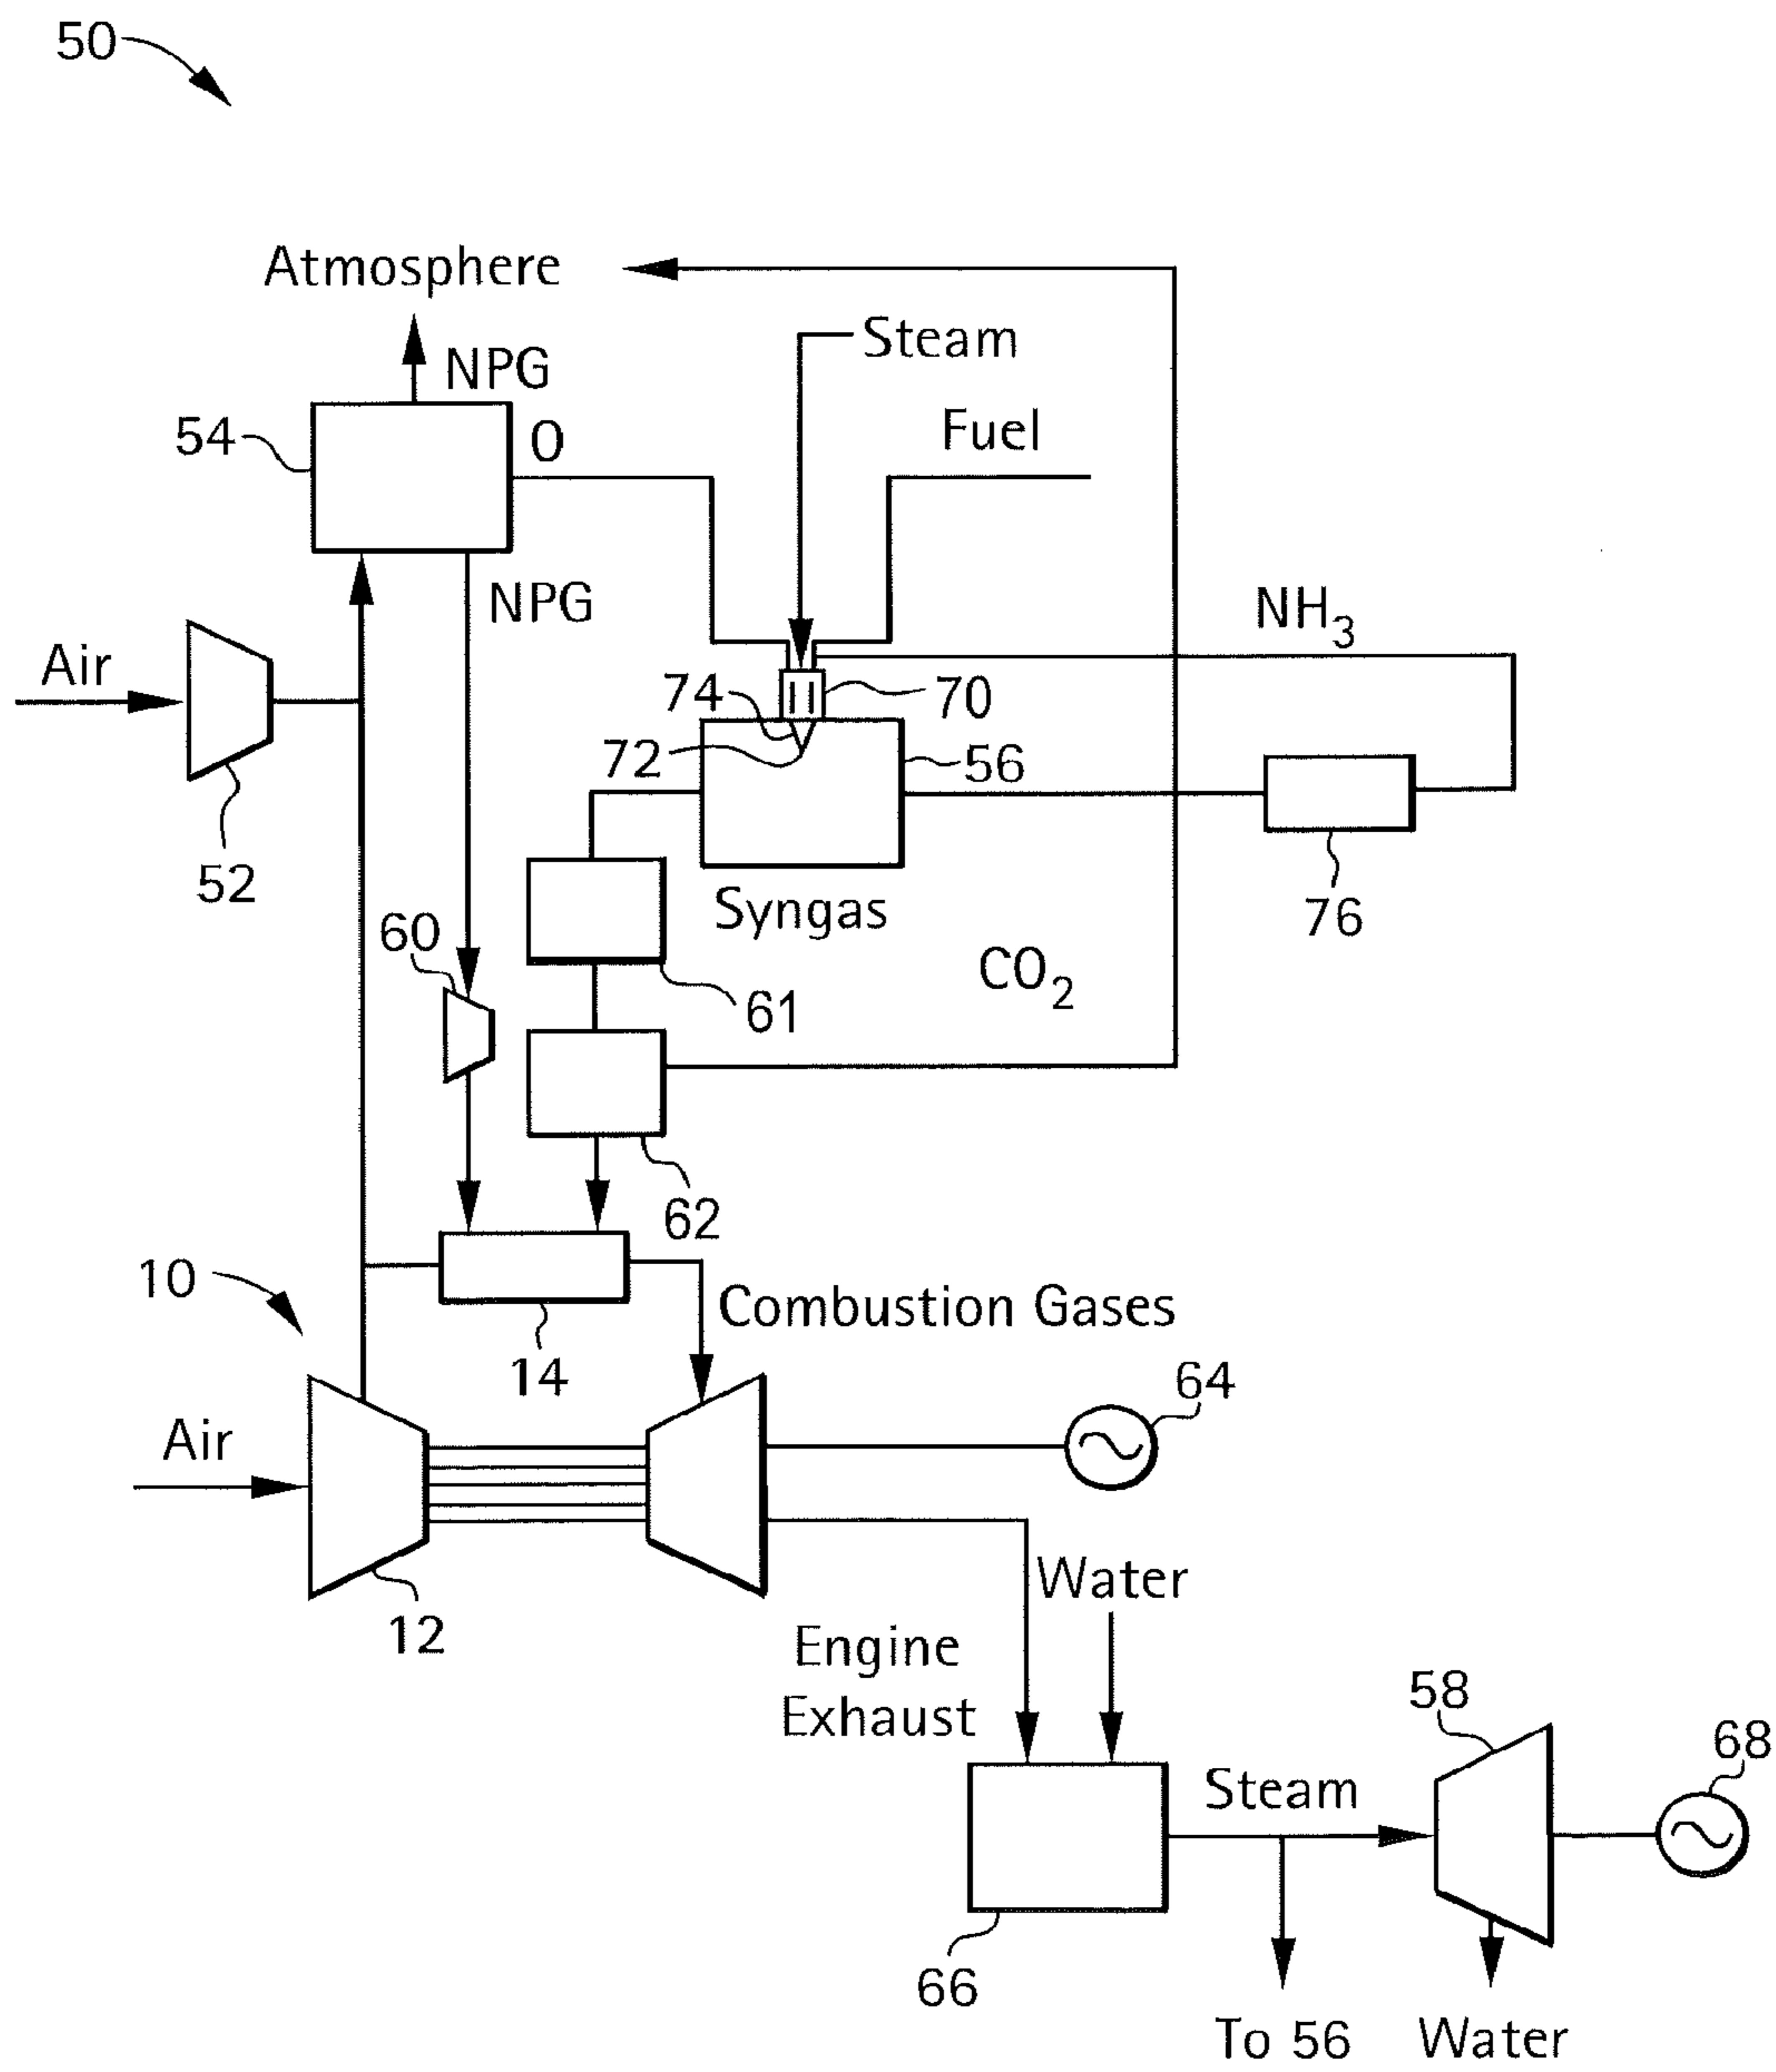 50
Atmosphere
Steam
NPG
Fuel
54
O
NPG
NH3
Air
74
70
72
56
52
Syngas
76
60
CO2
61
62
10
Combustion Gases
14
64
Air
Water
12
Engine
Exhaust
58
68
Steam
66
To 56
Water